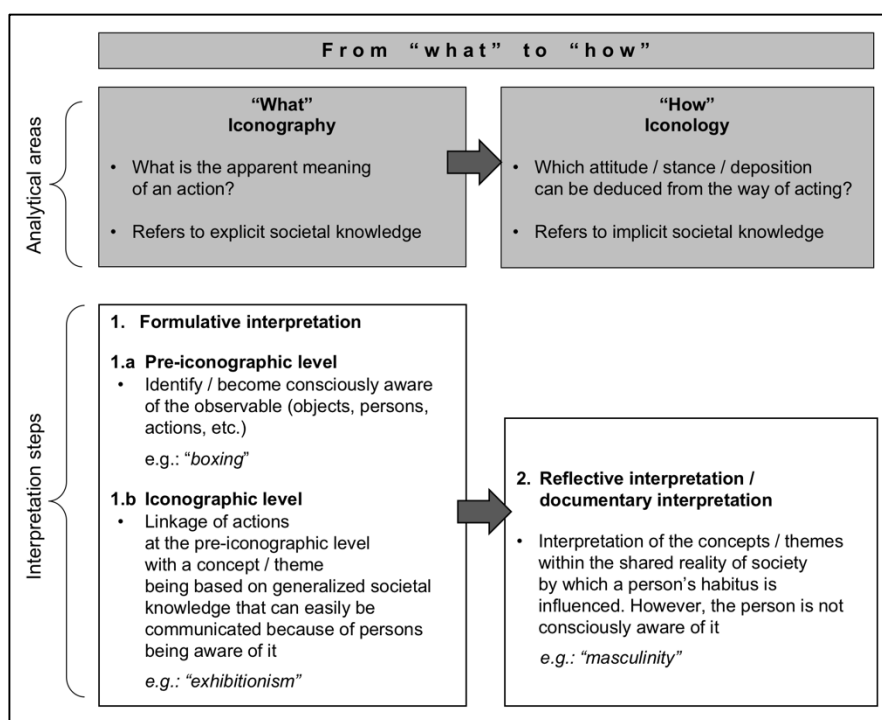 From “what” to “how”
Analytical areas
“What”
Iconography
• What is the apparent meaning
of an action?
• Refers to explicit societal knowledge
“How”
Iconology
• Which attitude / stance / deposition
can be deduced from the way of acting?
• Refers to implicit societal knowledge
Interpretation steps
1. Formulative interpretation
1.a Pre-iconographic level
• Identify / become consciously aware
of the observable (objects, persons,
actions, etc.)
e.g.: “boxing”
1.b Iconographic level
• Linkage of actions
at the pre-iconographic level
with a concept / theme
being based on generalized societal
knowledge that can easily be
communicated because of persons
being aware of it
e.g.: “exhibitionism”
2. Reflective interpretation /
documentary interpretation
• Interpretation of the concepts / themes
within the shared reality of society
by which a person’s habitus is
influenced. However, the person is not
consciously aware of it
e.g.: “masculinity”